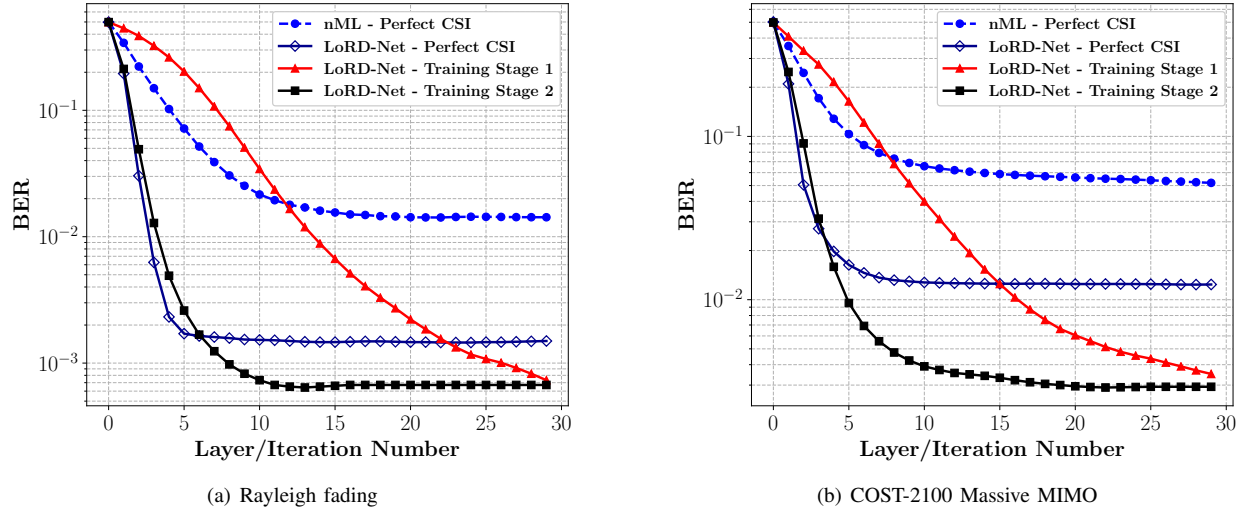 nML - Perfect CSI
LoRD-Net - Perfect CSI
LoRD-Net - Training Stage 1
LoRD-Net - Training Stage 2
BER
10⁻¹
10⁻²
10⁻³
0 5 10 15 20 25 30
Layer/Iteration Number
(a) Rayleigh fading
nML - Perfect CSI
LoRD-Net - Perfect CSI
LoRD-Net - Training Stage 1
LoRD-Net - Training Stage 2
BER
10⁻¹
10⁻²
0 5 10 15 20 25 30
Layer/Iteration Number
(b) COST-2100 Massive MIMO